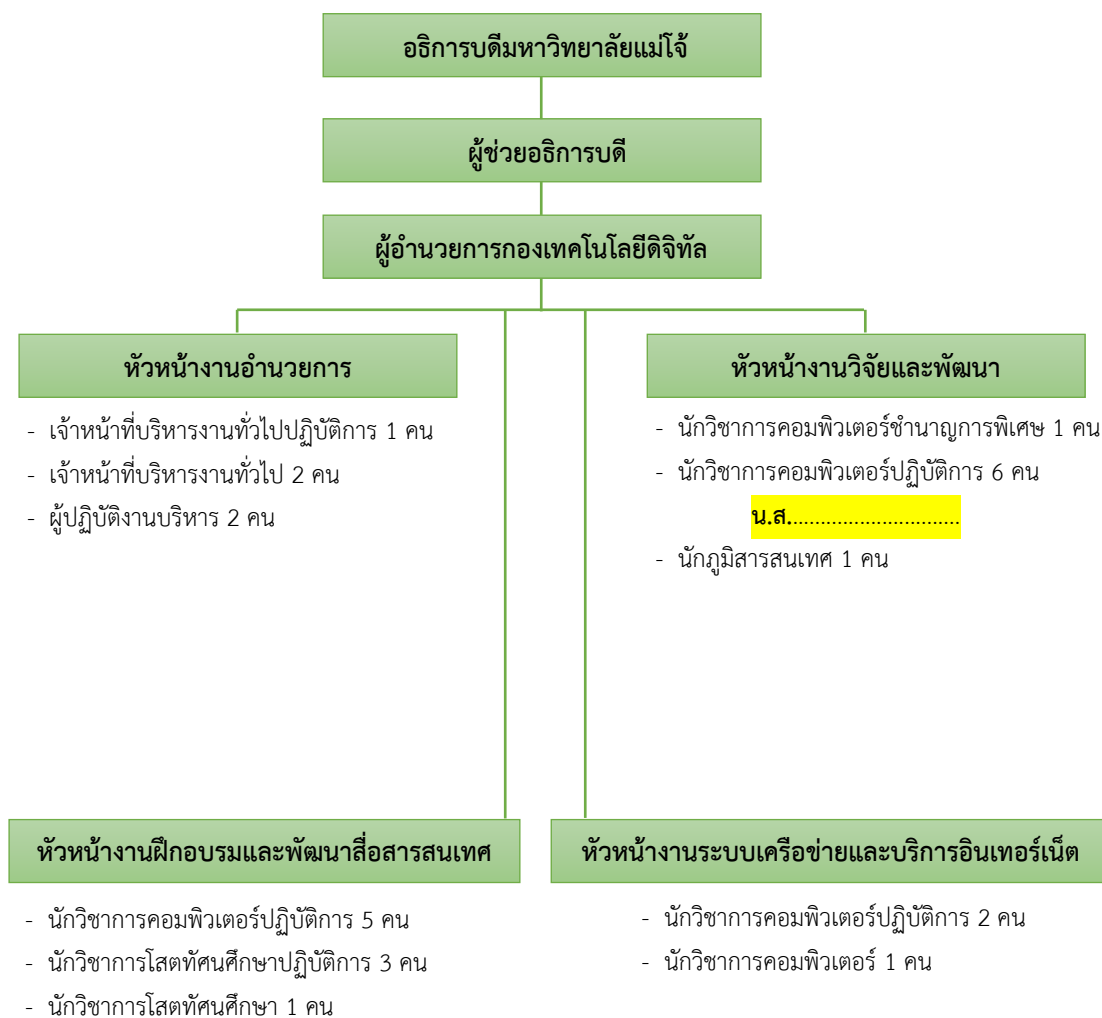 อธิการบดีมหาวิทยาลัยแม่โจ้
ผู้ช่วยอธิการบดี
ผู้อำนวยการกองเทคโนโลยีดิจิทัล
หัวหน้างานอำนวยการ
- เจ้าหน้าที่บริหารงานทั่วไปปฏิบัติการ 1 คน
- เจ้าหน้าที่บริหารงานทั่วไป 2 คน
- ผู้ปฏิบัติงานบริหาร 2 คน
หัวหน้างานวิจัยและพัฒนา
- นักวิชาการคอมพิวเตอร์ชำนาญการพิเศษ 1 คน
- นักวิชาการคอมพิวเตอร์ปฏิบัติการ 6 คน
น.ส..............................
- นักภูมิสารสนเทศ 1 คน
หัวหน้างานฝึกอบรมและพัฒนาสื่อสารสนเทศ
- นักวิชาการคอมพิวเตอร์ปฏิบัติการ 5 คน
- นักวิชาการโสตทัศนศึกษาปฏิบัติการ 3 คน
- นักวิชาการโสตทัศนศึกษา 1 คน
หัวหน้างานระบบเครือข่ายและบริการอินเทอร์เน็ต
- นักวิชาการคอมพิวเตอร์ปฏิบัติการ 2 คน
- นักวิชาการคอมพิวเตอร์ 1 คน